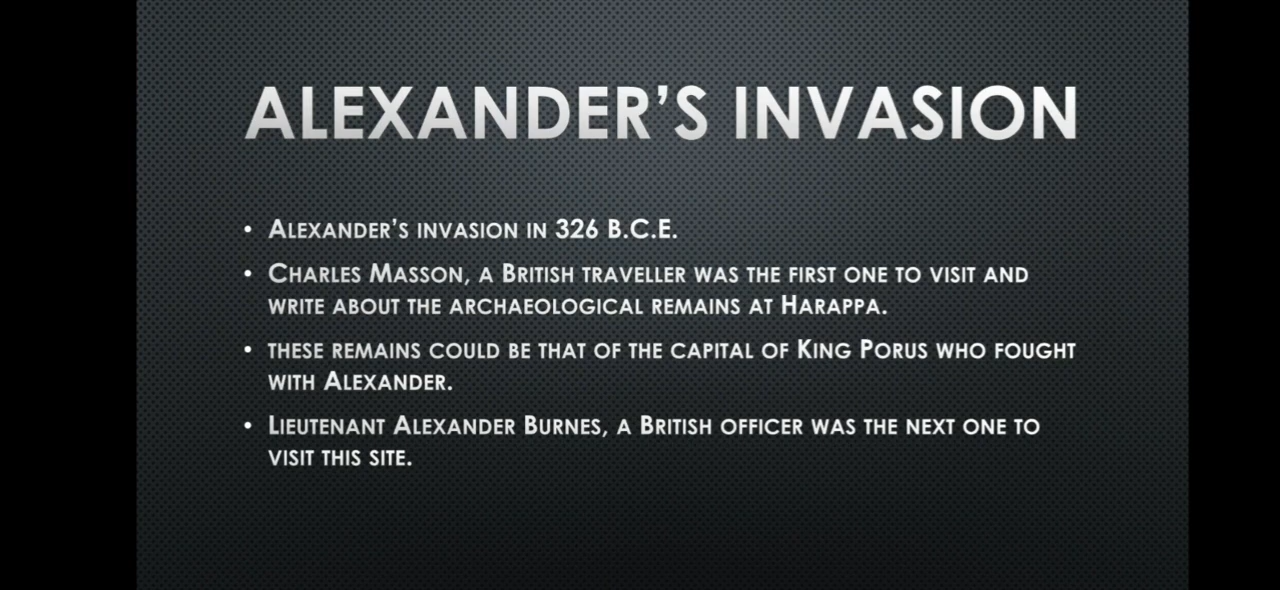 ALEXANDER'S INVASION
• ALEXANDER'S INVASION IN 326 B.C.E.
• CHARLES MASSON, A BRITISH TRAVELLER WAS THE FIRST ONE TO VISIT AND
WRITE ABOUT THE ARCHAEOLOGICAL REMAINS AT HARAPPA.
• THESE REMAINS COULD BE THAT OF THE CAPITAL OF KING PORUS WHO FOUGHT
WITH ALEXANDER.
• LIEUTENANT ALEXANDER BURNES, A BRITISH OFFICER WAS THE NEXT ONE TO
VISIT THIS SITE.